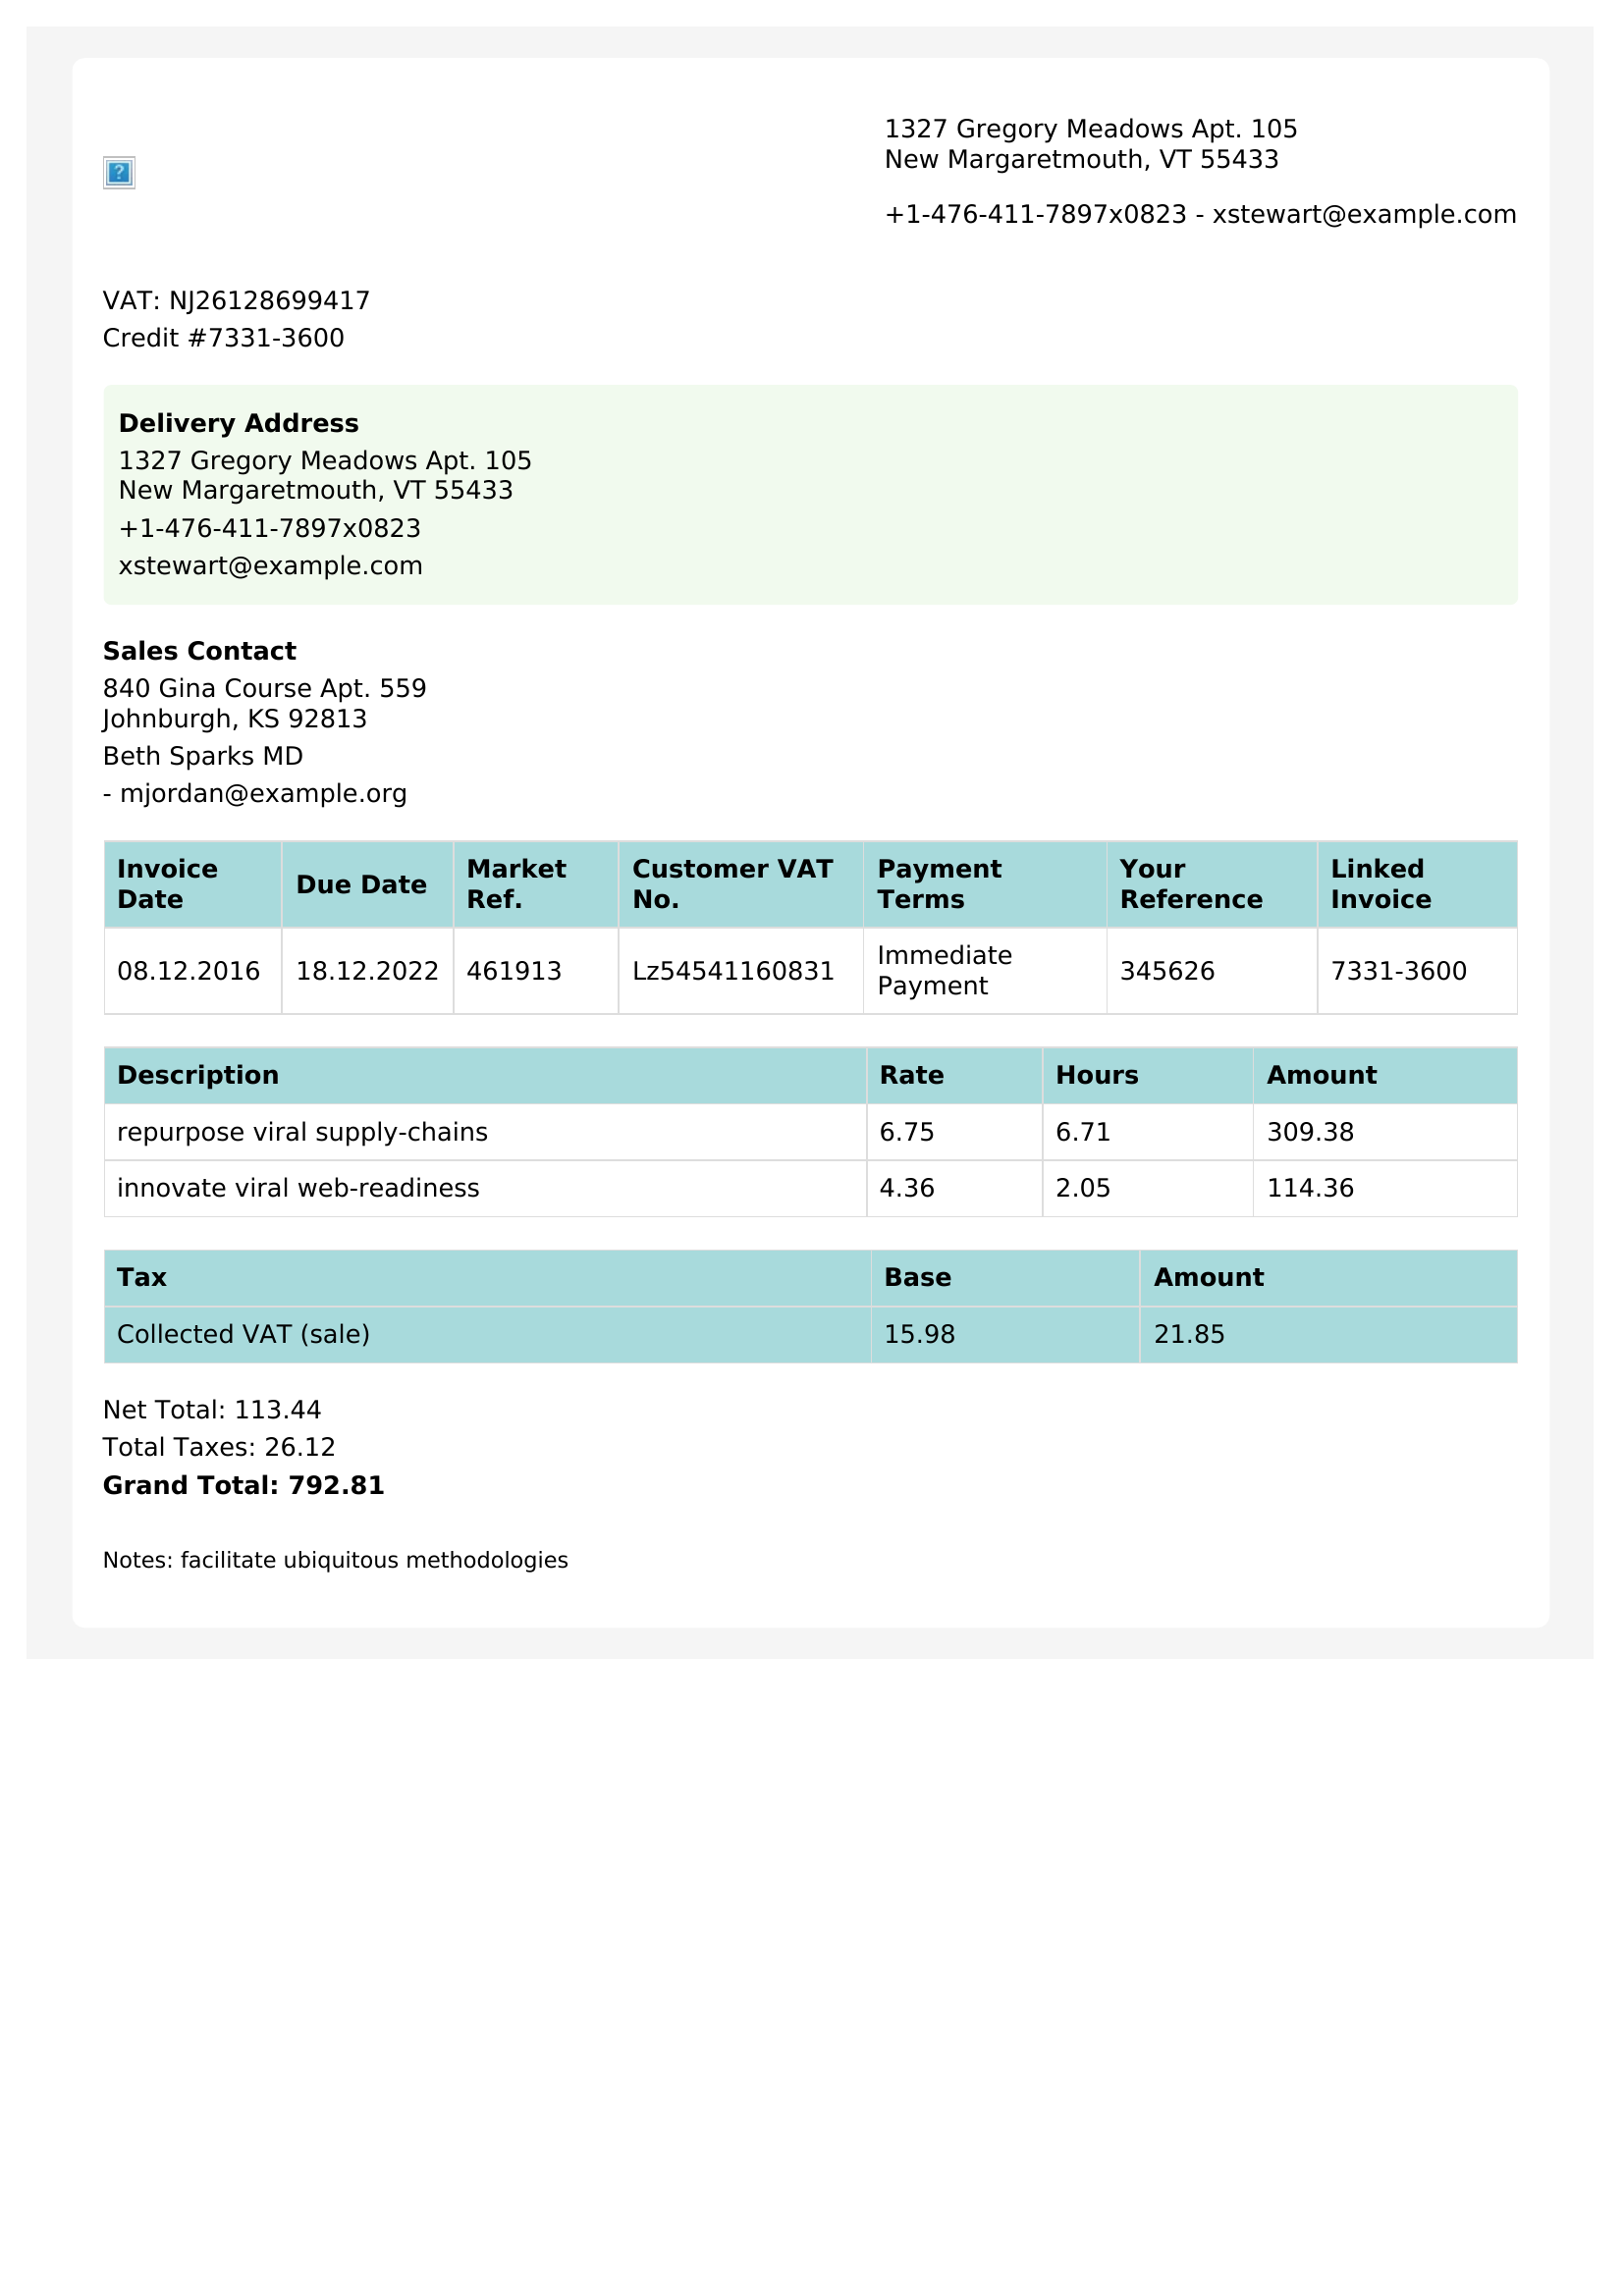 1327 Gregory Meadows Apt. 105
New Margaretmouth, VT 55433
+1-476-411-7897x0823 - xstewart@example.com
VAT: NJ26128699417
Credit #7331-3600
Delivery Address
1327 Gregory Meadows Apt. 105
New Margaretmouth, VT 55433
+1-476-411-7897x0823
xstewart@example.com
Sales Contact
840 Gina Course Apt. 559
Johnburgh, KS 92813
Beth Sparks MD
- mjordan@example.org
Invoice Date Due Date Market Ref. Customer VAT No. Payment Terms Your Reference Linked Invoice
08.12.2016 18.12.2022 461913 Lz54541160831 Immediate Payment 345626 7331-3600
Description Rate Hours Amount
repurpose viral supply-chains 6.75 6.71 309.38
innovate viral web-readiness 4.36 2.05 114.36
Tax Base Amount
Collected VAT (sale) 15.98 21.85
Net Total: 113.44
Total Taxes: 26.12
Grand Total: 792.81
Notes: facilitate ubiquitous methodologies